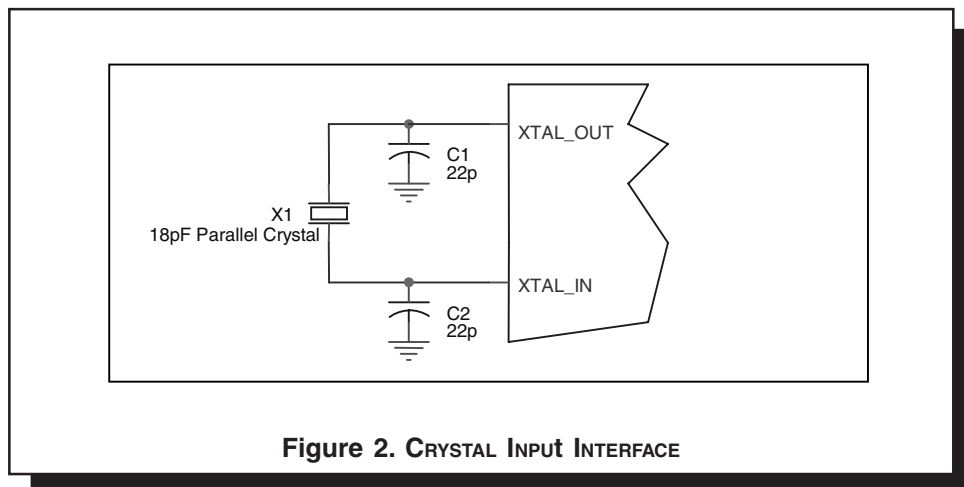 XTAL_OUT
C1
22p
X1
18pF Parallel Crystal
XTAL_IN
C2
22p
Figure 2. CRYSTAL INPUt INTERFACE